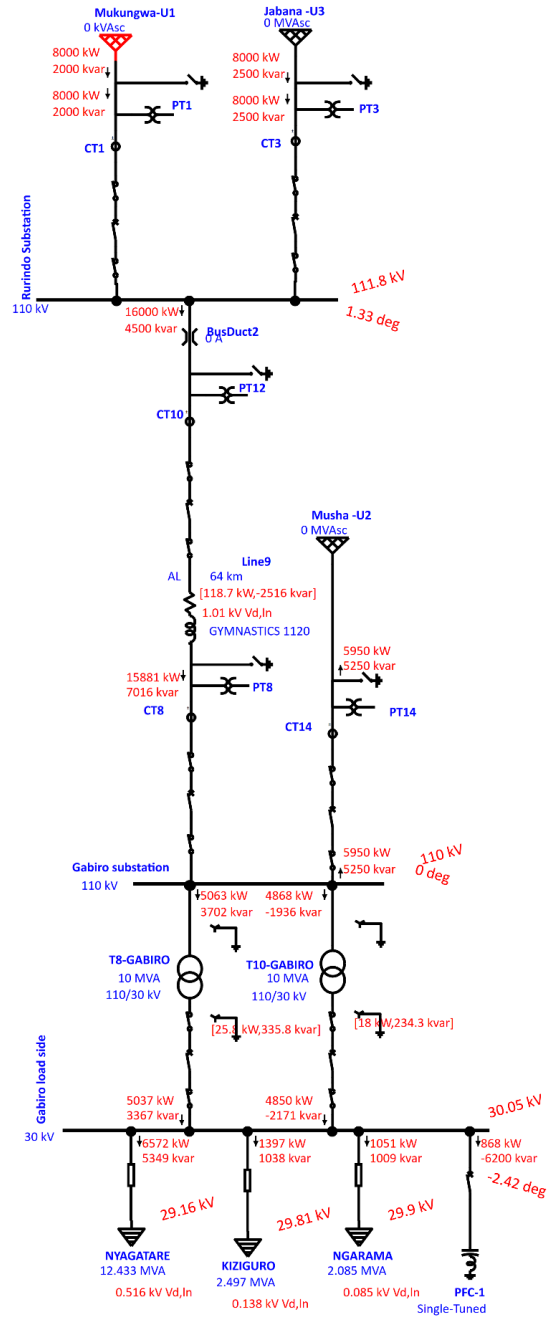 Mukungwa-U1
0 kVAsc
8000 kW
2000 kvar
8000 kW
2000 kvar
PT1
CT1
Jabana -U3
0 MVAsc
8000 kW
2500 kvar
8000 kW
2500 kvar
PT3
CT3
Rurindo Substation
110 kV
111.8 kV
1.33 deg
16000 kW
4500 kvar
BusDuct2
0 A
PT12
CT10
Line9
AL 64 km
[118.7 kW,-2516 kvar]
1.01 kV Vd,ln
GYMNASTICS 1120
15881 kW
7016 kvar
PT8
CT8
Musha -U2
0 MVAsc
5950 kW
5250 kvar
PT14
CT14
5950 kW
5250 kvar
110 kV
0 deg
Gabiro substation
110 kV
5063 kW
3702 kvar
4868 kW
-1936 kvar
T8-GABIRO
10 MVA
110/30 kV
T10-GABIRO
10 MVA
110/30 kV
[25.8 kW,335.8 kvar]
[18 kW,234.3 kvar]
Gabiro load side
5037 kW
3367 kvar
4850 kW
-2171 kvar
30.05 kV
30 kV
-2.42 deg
6572 kW
5349 kvar
1397 kW
1038 kvar
1051 kW
1009 kvar
868 kW
-6200 kvar
29.16 kV
29.81 kV
29.9 kV
NYAGATARE
12.433 MVA
0.516 kV Vd,ln
KIZIGURO
2.497 MVA
0.138 kV Vd,ln
NGARAMA
2.085 MVA
0.085 kV Vd,ln
PFC-1
Single-Tuned